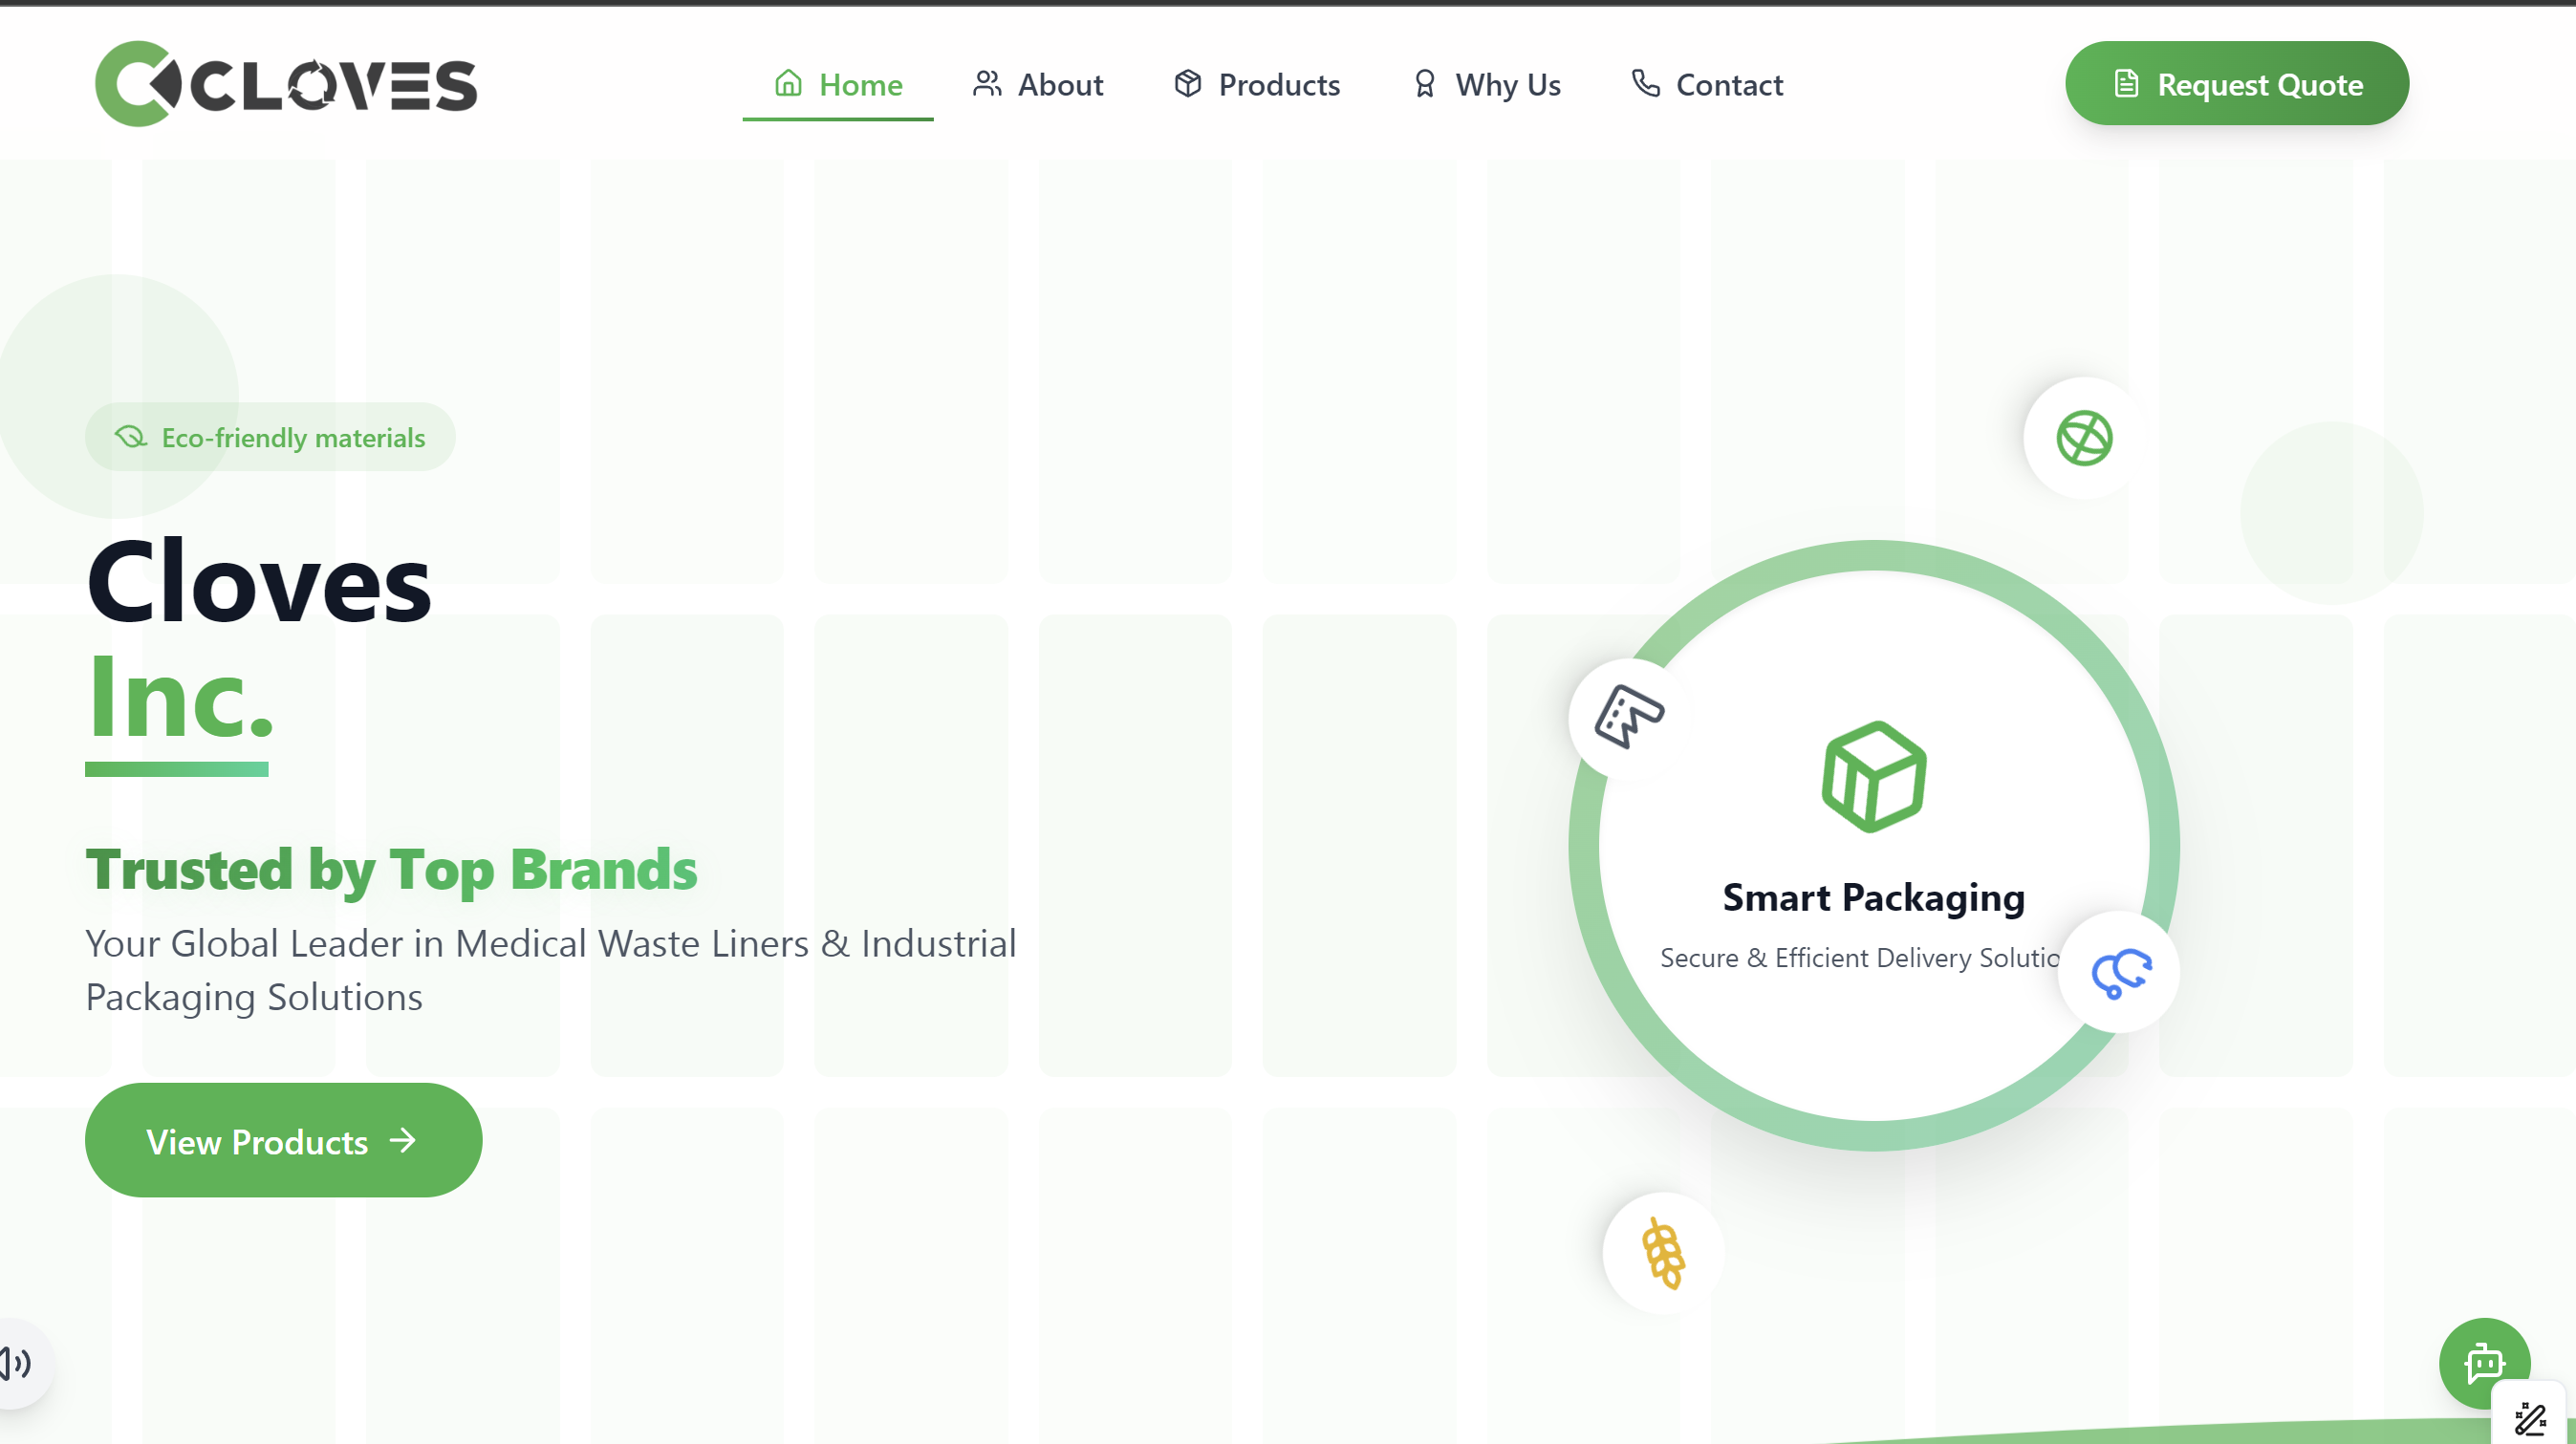 CLOVES
Home
About
Products
Why Us
Contact
Request Quote
Eco-friendly materials
Cloves
Inc.
Trusted by Top Brands
Your Global Leader in Medical Waste Liners & Industrial
Packaging Solutions
View Products
Smart Packaging
Secure & Efficient Delivery Solutio